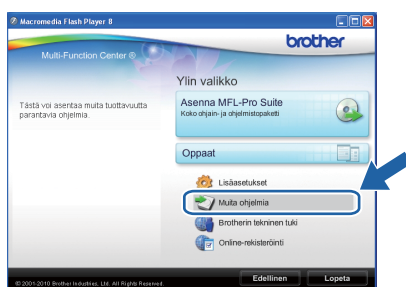 Macromedia Flash Player 8
brother
Multi-Function Center ®
Ylin valikko
Tästä voi asentaa muita tuottavuutta
parantavia ohjelmia.
Asenna MFL-Pro Suite
Koko ohjain- ja ohjelmistopaketti
Oppaat
Lisäasetukset
Muita ohjelmia
Brotherin tekninen tuki
Online-rekisteröinti
© 2001-2010 Brother Industries, Ltd. All Rights Reserved.
Edellinen
Lopeta